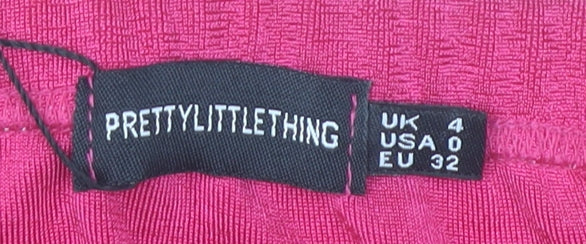 PRETTYLITTLETHING
UK 4
USA 0
EU 32